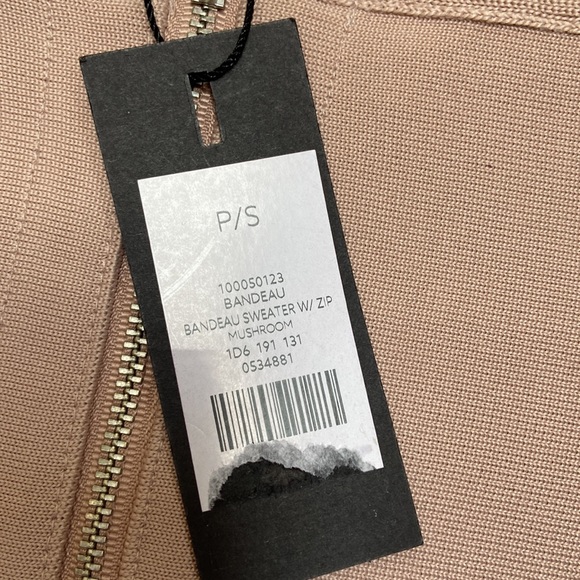 P/S
100050123
BANDEAU
BANDEAU SWEATER W/ ZIP
MUSHROOM
1D6 191 131
0534881